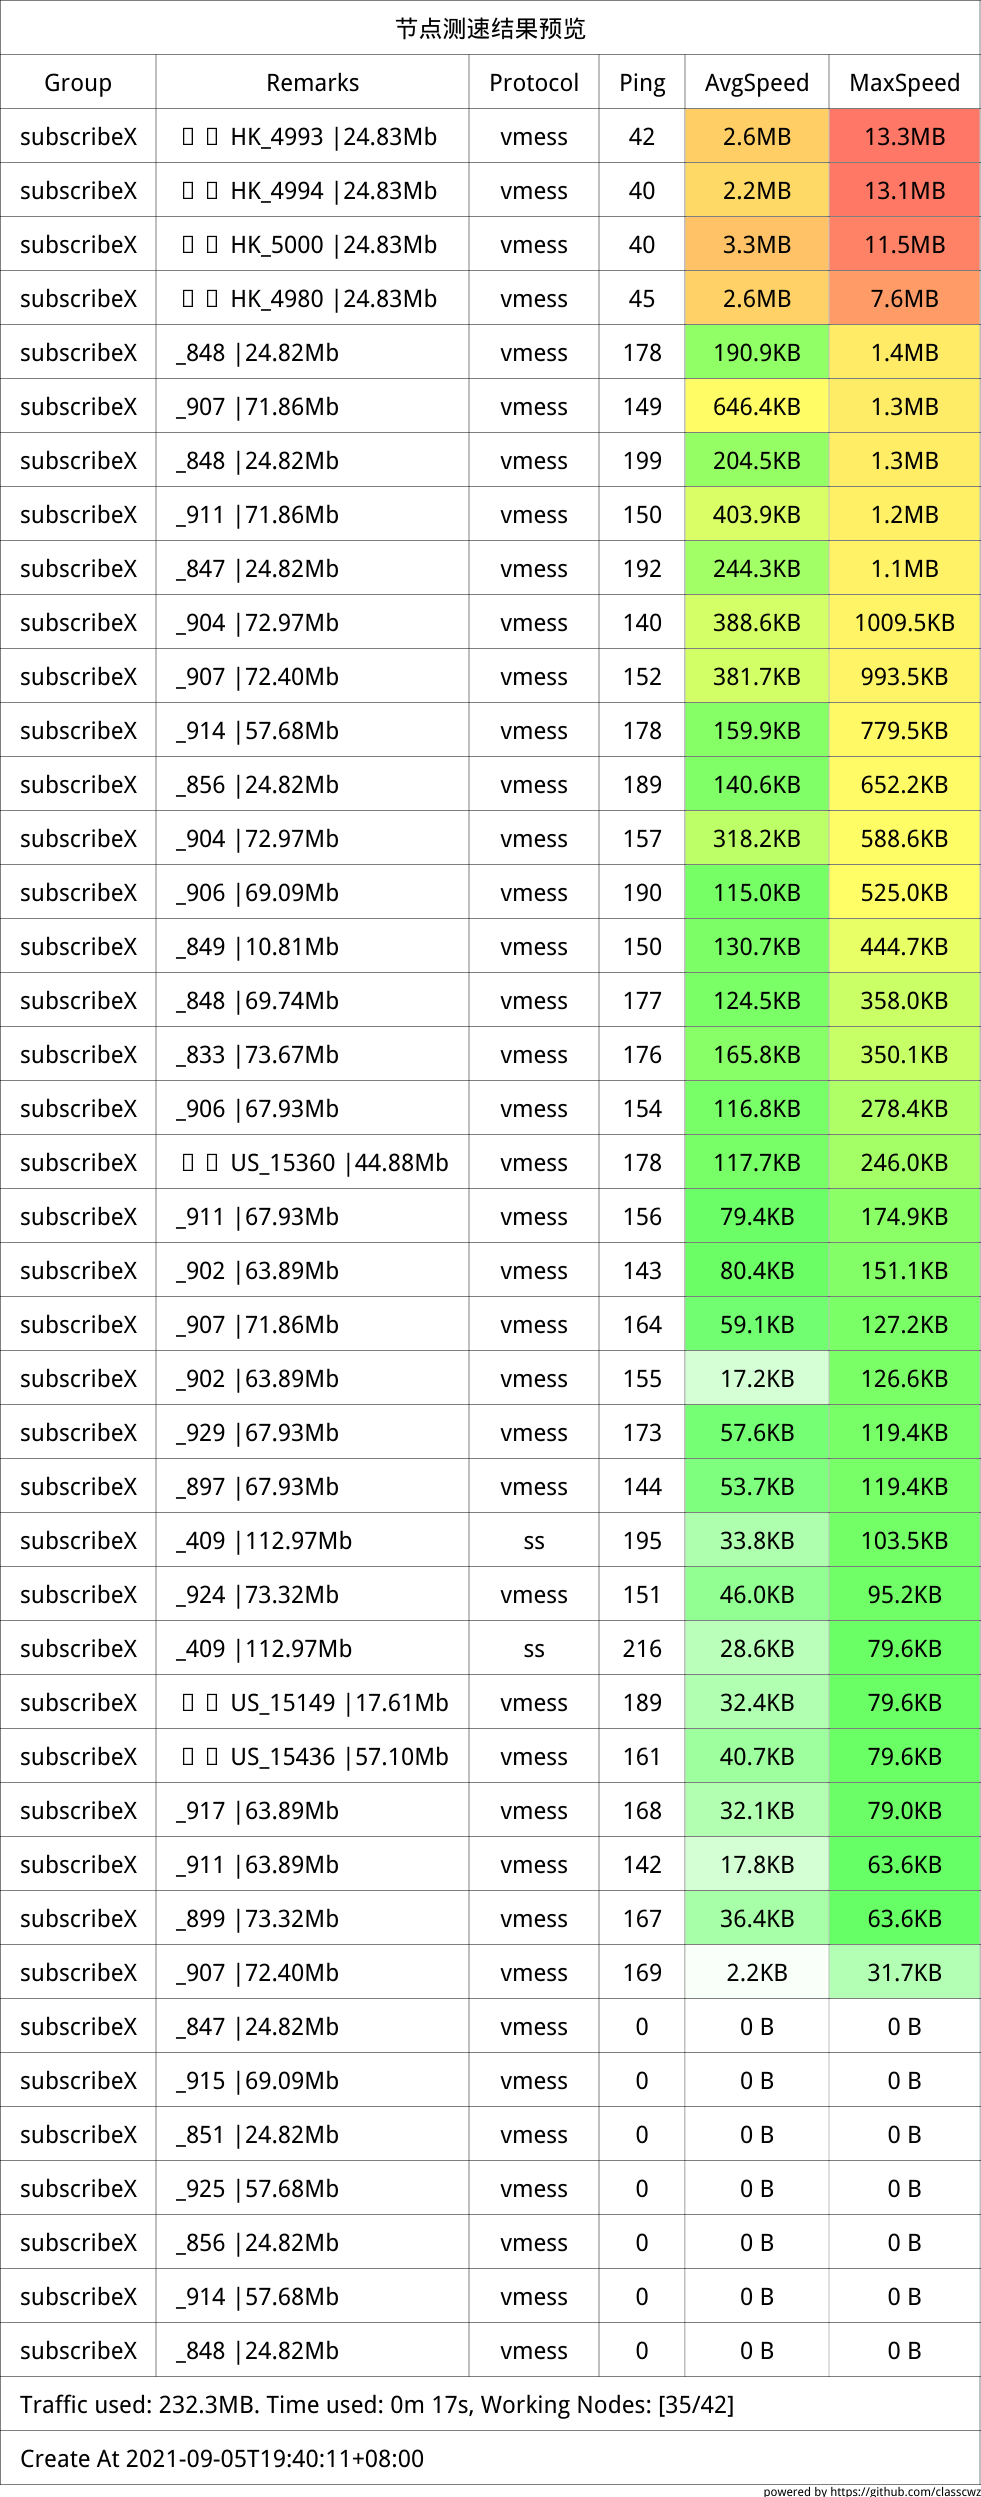 节点测速结果预览
Group Remarks Protocol Ping AvgSpeed MaxSpeed
subscribeX HK_4993 |24.83Mb vmess 42 2.6MB 13.3MB
subscribeX HK_4994 |24.83Mb vmess 40 2.2MB 13.1MB
subscribeX HK_5000 |24.83Mb vmess 40 3.3MB 11.5MB
subscribeX HK_4980 |24.83Mb vmess 45 2.6MB 7.6MB
subscribeX _848 |24.82Mb vmess 178 190.9KB 1.4MB
subscribeX _907 |71.86Mb vmess 149 646.4KB 1.3MB
subscribeX _848 |24.82Mb vmess 199 204.5KB 1.3MB
subscribeX _911 |71.86Mb vmess 150 403.9KB 1.2MB
subscribeX _847 |24.82Mb vmess 192 244.3KB 1.1MB
subscribeX _904 |72.97Mb vmess 140 388.6KB 1009.5KB
subscribeX _907 |72.40Mb vmess 152 381.7KB 993.5KB
subscribeX _914 |57.68Mb vmess 178 159.9KB 779.5KB
subscribeX _856 |24.82Mb vmess 189 140.6KB 652.2KB
subscribeX _904 |72.97Mb vmess 157 318.2KB 588.6KB
subscribeX _906 |69.09Mb vmess 190 115.0KB 525.0KB
subscribeX _849 |10.81Mb vmess 150 130.7KB 444.7KB
subscribeX _848 |69.74Mb vmess 177 124.5KB 358.0KB
subscribeX _833 |73.67Mb vmess 176 165.8KB 350.1KB
subscribeX _906 |67.93Mb vmess 154 116.8KB 278.4KB
subscribeX US_15360 |44.88Mb vmess 178 117.7KB 246.0KB
subscribeX _911 |67.93Mb vmess 156 79.4KB 174.9KB
subscribeX _902 |63.89Mb vmess 143 80.4KB 151.1KB
subscribeX _907 |71.86Mb vmess 164 59.1KB 127.2KB
subscribeX _902 |63.89Mb vmess 155 17.2KB 126.6KB
subscribeX _929 |67.93Mb vmess 173 57.6KB 119.4KB
subscribeX _897 |67.93Mb vmess 144 53.7KB 119.4KB
subscribeX _409 |112.97Mb ss 195 33.8KB 103.5KB
subscribeX _924 |73.32Mb vmess 151 46.0KB 95.2KB
subscribeX _409 |112.97Mb ss 216 28.6KB 79.6KB
subscribeX US_15149 |17.61Mb vmess 189 32.4KB 79.6KB
subscribeX US_15436 |57.10Mb vmess 161 40.7KB 79.6KB
subscribeX _917 |63.89Mb vmess 168 32.1KB 79.0KB
subscribeX _911 |63.89Mb vmess 142 17.8KB 63.6KB
subscribeX _899 |73.32Mb vmess 167 36.4KB 63.6KB
subscribeX _907 |72.40Mb vmess 169 2.2KB 31.7KB
subscribeX _847 |24.82Mb vmess 0 0 B 0 B
subscribeX _915 |69.09Mb vmess 0 0 B 0 B
subscribeX _851 |24.82Mb vmess 0 0 B 0 B
subscribeX _925 |57.68Mb vmess 0 0 B 0 B
subscribeX _856 |24.82Mb vmess 0 0 B 0 B
subscribeX _914 |57.68Mb vmess 0 0 B 0 B
subscribeX _848 |24.82Mb vmess 0 0 B 0 B
Traffic used: 232.3MB. Time used: 0m 17s, Working Nodes: [35/42]
Create At 2021-09-05T19:40:11+08:00
powered by https://github.com/classcwz